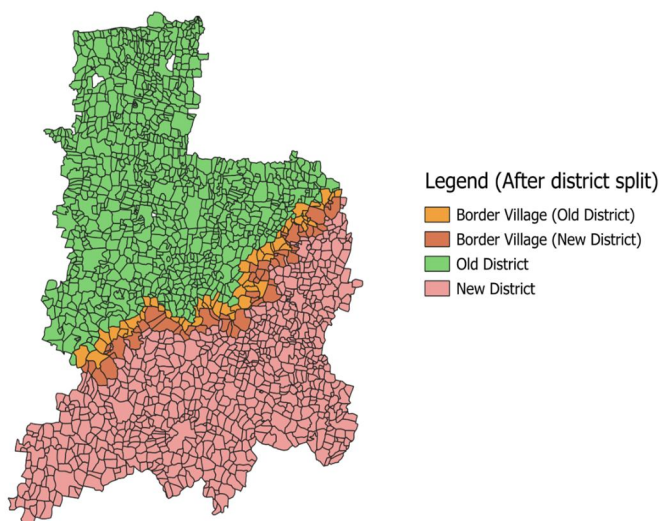 Legend (After district split)
Border Village (Old District)
Border Village (New District)
Old District
New District